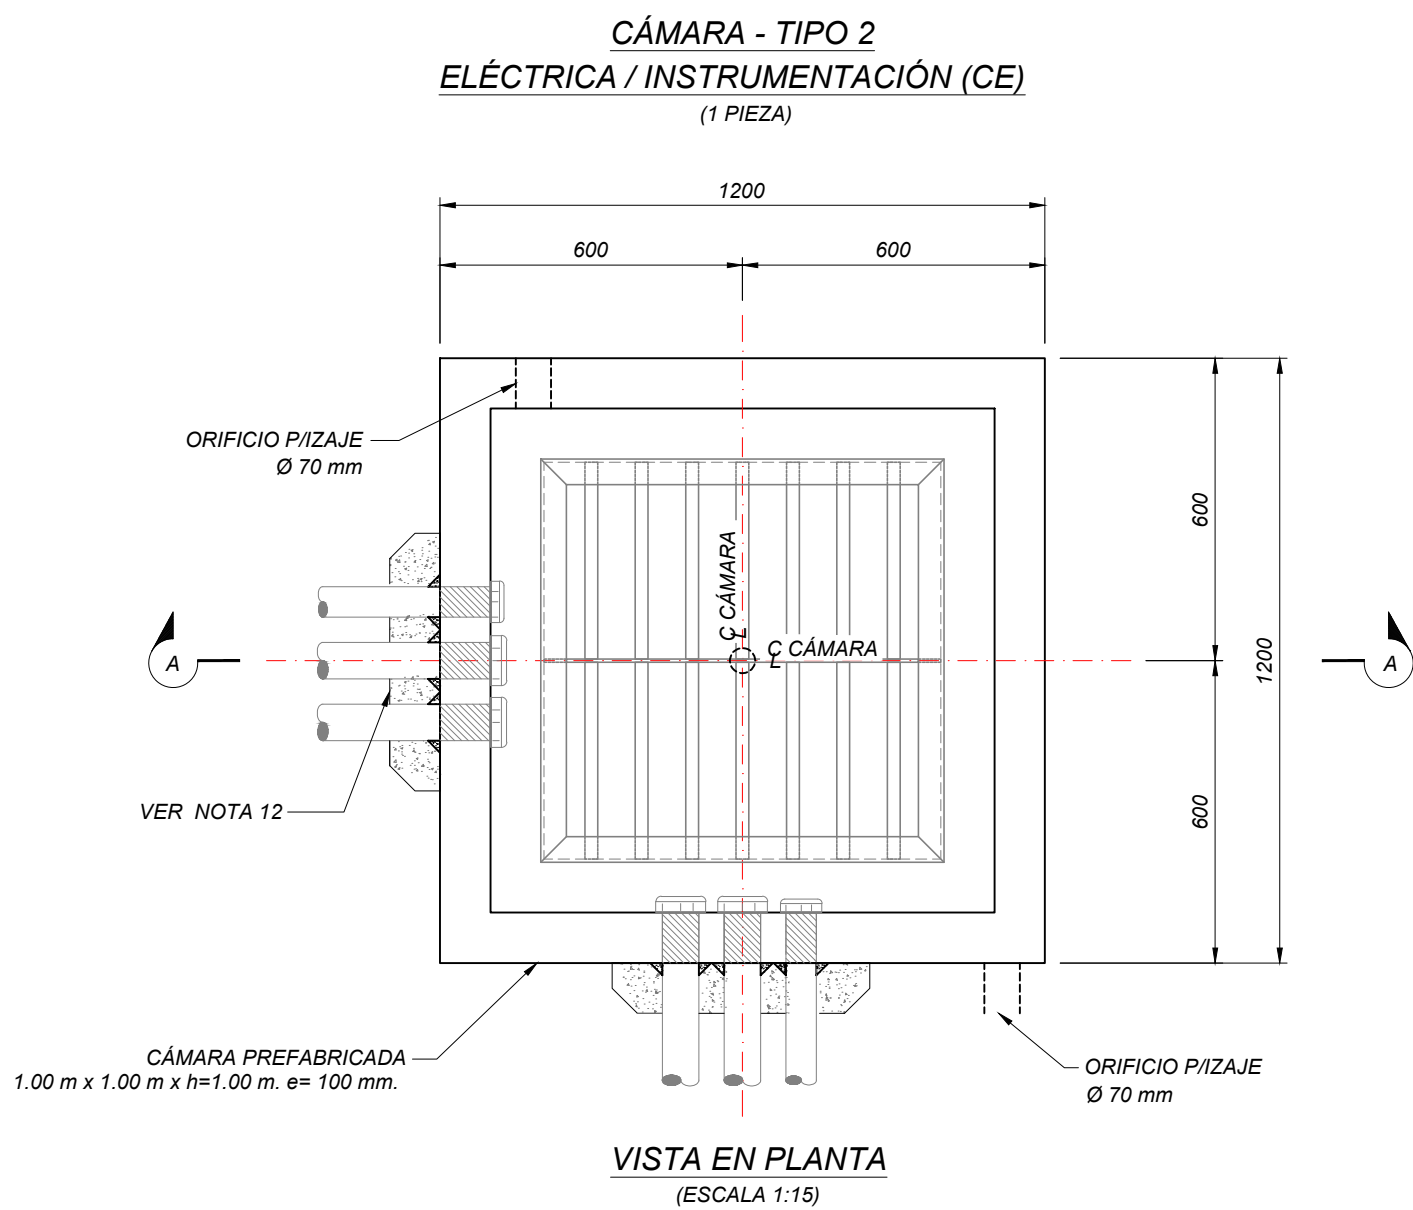 CÁMARA - TIPO 2
ELÉCTRICA / INSTRUMENTACIÓN (CE)
(1 PIEZA)
1200
600
600
ORIFICIO P/IZAJE
Ø 70 mm
600
C CÁMARA
L
C CÁMARA
L
1200
A
A
600
VER NOTA 12
CÁMARA PREFABRICADA
1.00 m x 1.00 m x h=1.00 m. e= 100 mm.
ORIFICIO P/IZAJE
Ø 70 mm
VISTA EN PLANTA
(ESCALA 1:15)